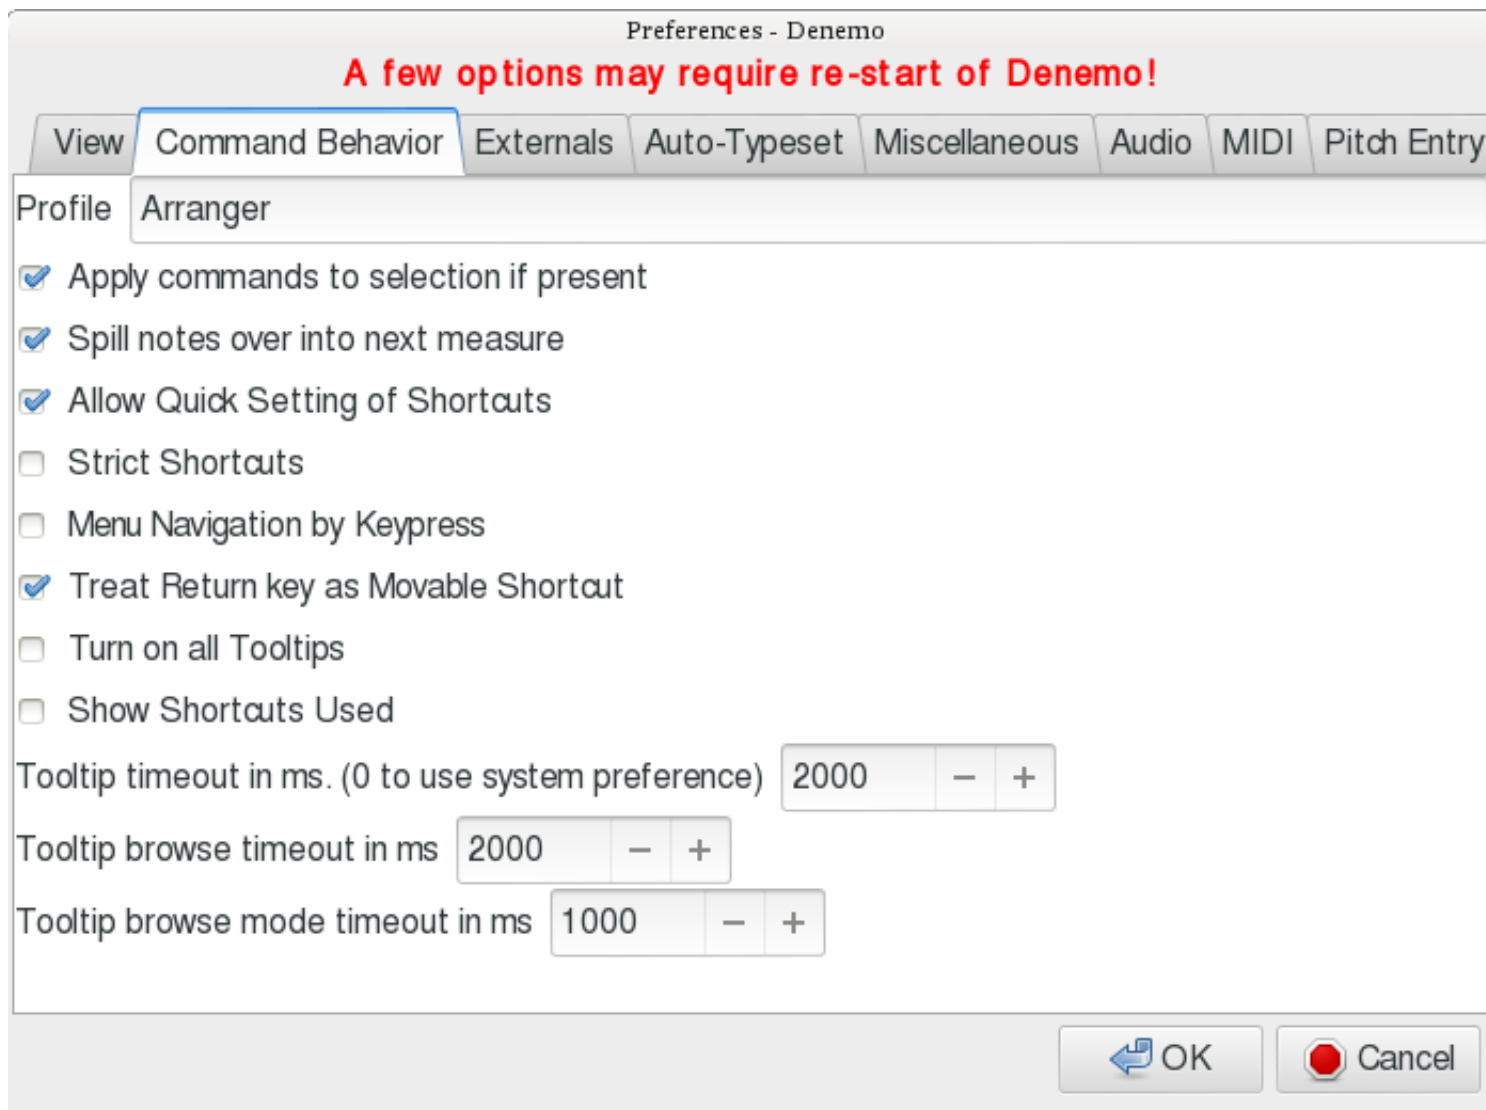 Preferences - Denemo
A few options may require re-start of Denemo!
View Command Behavior Externals Auto-Typeset Miscellaneous Audio MIDI Pitch Entry
Profile Arranger
Apply commands to selection if present
Spill notes over into next measure
Allow Quick Setting of Shortcuts
Strict Shortcuts
Menu Navigation by Keypress
Treat Return key as Movable Shortcut
Turn on all Tooltips
Show Shortcuts Used
Tooltip timeout in ms. (0 to use system preference) 2000 − +
Tooltip browse timeout in ms 2000 − +
Tooltip browse mode timeout in ms 1000 − +
OK Cancel